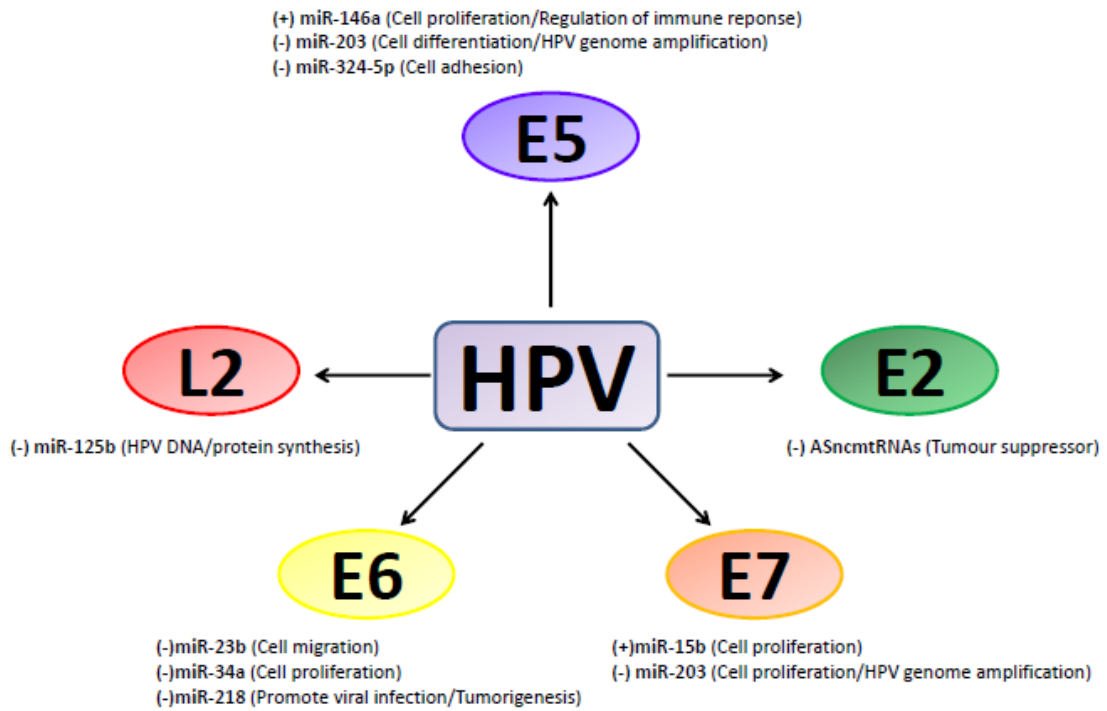 (+) miR-146a (Cell proliferation/Regulation of immune reponse)
(-) miR-203 (Cell differentiation/HPV genome amplification)
(-) miR-324-5p (Cell adhesion)
E5
L2
HPV
E2
(-) miR-125b (HPV DNA/protein synthesis)
(-) ASncmtRNAs (Tumour suppressor)
E6
E7
(-)miR-23b (Cell migration)
(-)miR-34a (Cell proliferation)
(-)miR-218 (Promote viral infection/Tumorigenesis)
(+)miR-15b (Cell proliferation)
(-) miR-203 (Cell proliferation/HPV genome amplification)